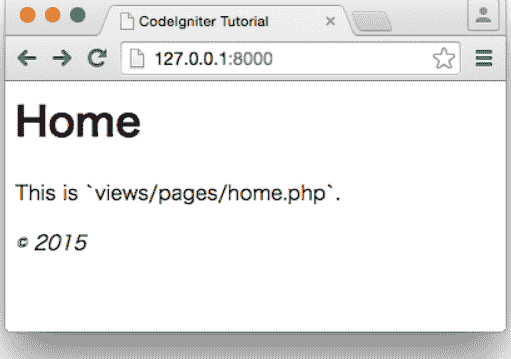 CodeIgniter Tutorial
127.0.0.1:8000
Home
This is `views/pages/home.php`.
© 2015